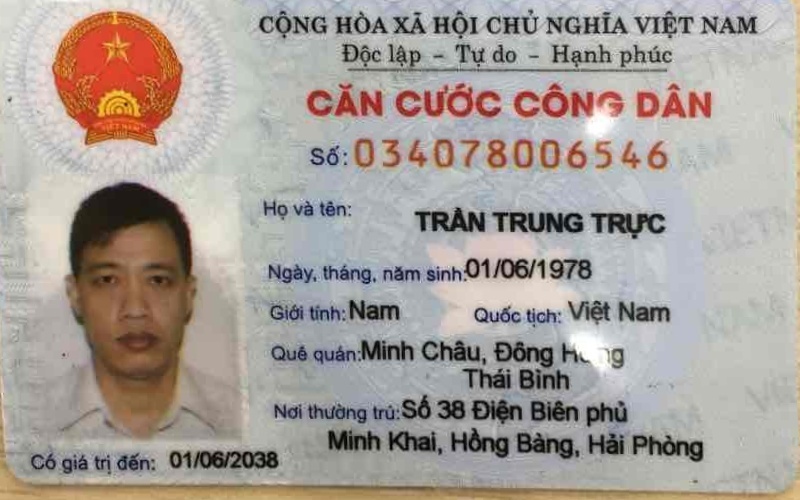 CỘNG HÒA XÃ HỘI CHỦ NGHĨA VIỆT NAM
Độc lập - Tự do - Hạnh phúc
CĂN CƯỚC CÔNG DÂN
Số: 034078006546
Họ và tên: TRẦN TRUNG TRỰC
Ngày, tháng, năm sinh: 01/06/1978
Giới tính: Nam Quốc tịch: Việt Nam
Quê quán: Minh Châu, Đông
Thái Bình
Nơi thường trú: Số 38 Điện Biên phủ
Minh Khai, Hồng Bàng, Hải Phòng
Có giá trị đến: 01/06/2038
VIỆT NAM